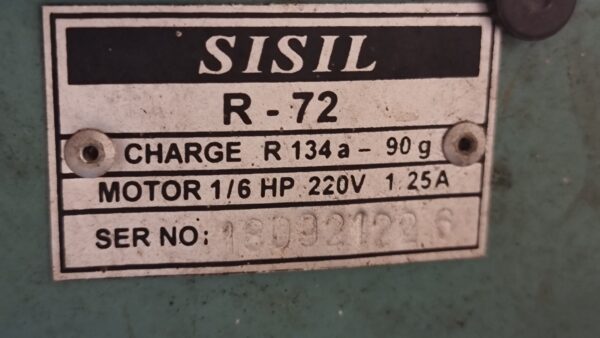 SISIL
R - 72
CHARGE R 134 a - 90 g
MOTOR 1/6 HP 220V 1 25A
SER NO: